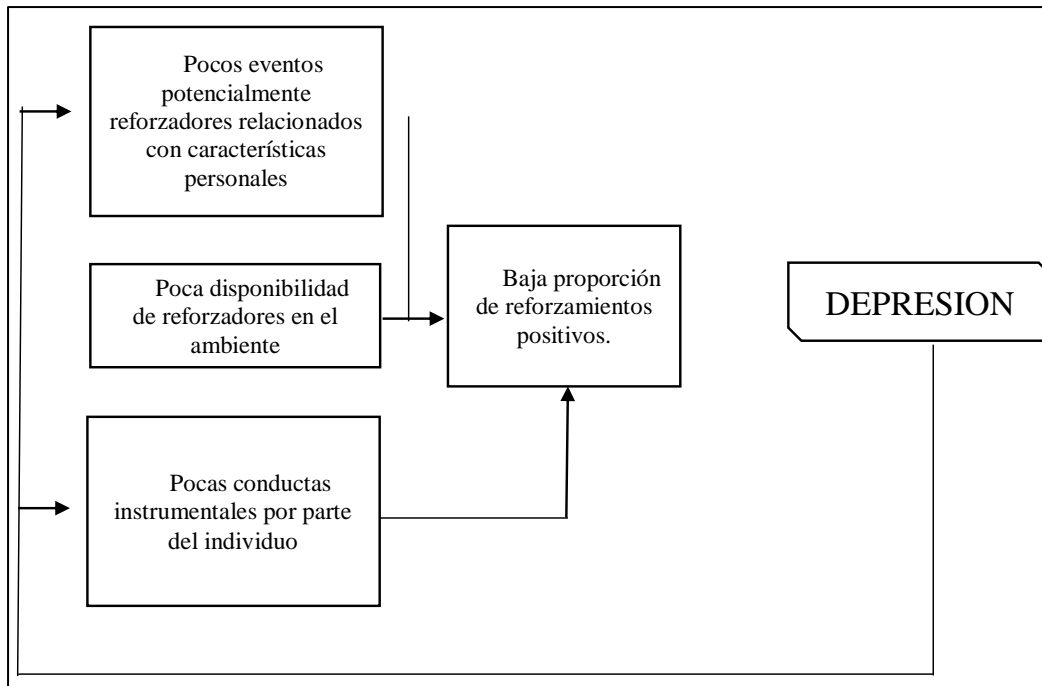 Pocos eventos
potencialmente
reforzadores relacionados
con características
personales
Poca disponibilidad
de reforzadores en el
ambiente
Baja proporción
de reforzamientos
positivos.
DEPRESION
Pocas conductas
instrumentales por parte
del individuo